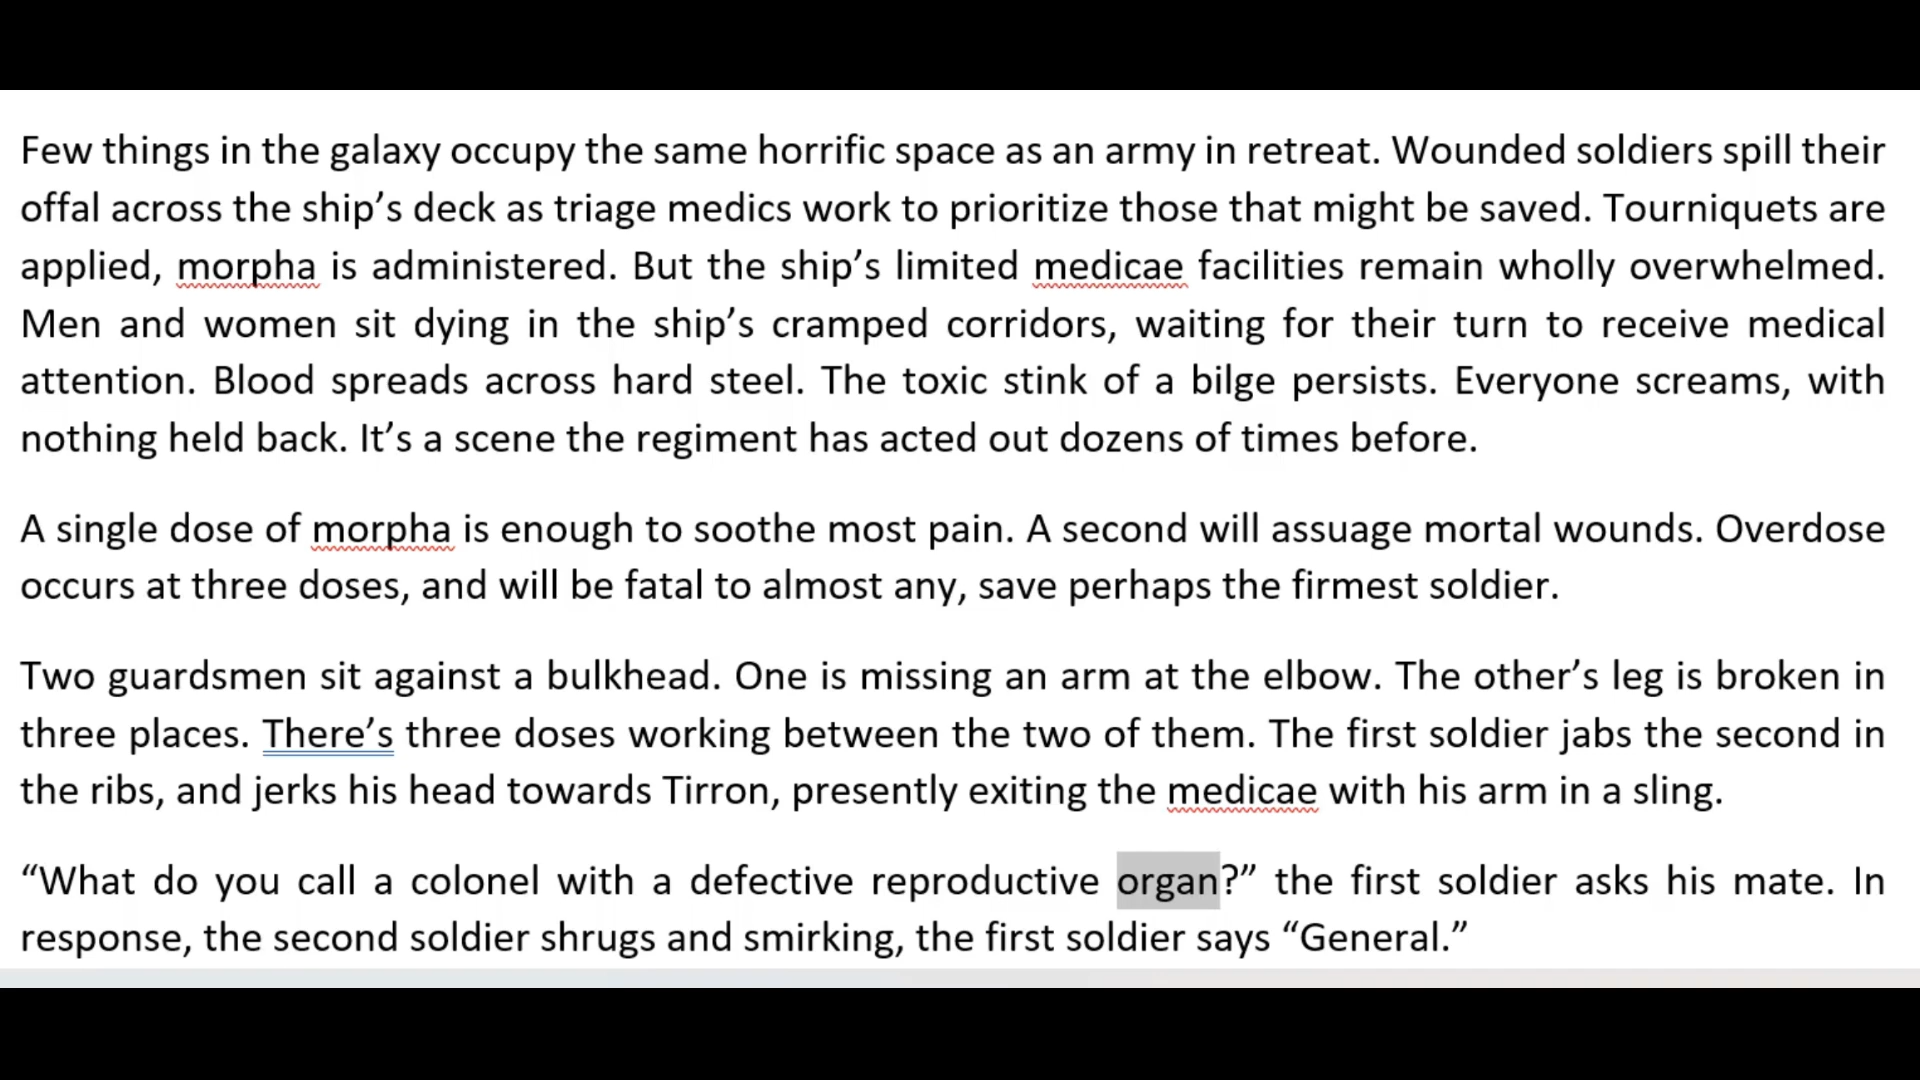 Few things in the galaxy occupy the same horrific space as an army in retreat. Wounded soldiers spill their
offal across the ship’s deck as triage medics work to prioritize those that might be saved. Tourniquets are
applied, morpha is administered. But the ship’s limited medicae facilities remain wholly overwhelmed.
Men and women sit dying in the ship’s cramped corridors, waiting for their turn to receive medical
attention. Blood spreads across hard steel. The toxic stink of a bilge persists. Everyone screams, with
nothing held back. It’s a scene the regiment has acted out dozens of times before.
A single dose of morpha is enough to soothe most pain. A second will assuage mortal wounds. Overdose
occurs at three doses, and will be fatal to almost any, save perhaps the firmest soldier.
Two guardsmen sit against a bulkhead. One is missing an arm at the elbow. The other’s leg is broken in
three places. There’s three doses working between the two of them. The first soldier jabs the second in
the ribs, and jerks his head towards Tirron, presently exiting the medicae with his arm in a sling.
“What do you call a colonel with a defective reproductive organ?” the first soldier asks his mate. In
response, the second soldier shrugs and smirking, the first soldier says “General.”